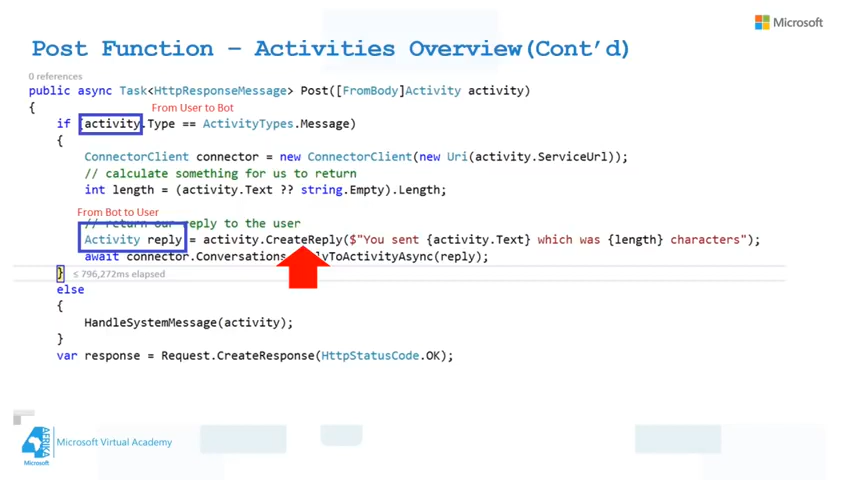 Microsoft
Post Function – Activities Overview(Cont'd)
0 references
public async Task<HttpResponseMessage> Post([FromBody]Activity activity)
{
From User to Bot
if (activity.Type == ActivityTypes.Message)
{
ConnectorClient connector = new ConnectorClient(new Uri(activity.ServiceUrl));
// calculate something for us to return
int length = (activity.Text ?? string.Empty).Length;
From Bot to User
// return our reply to the user
Activity reply = activity.CreateReply($"You sent {activity.Text} which was {length} characters");
await connector.Conversations yToActivityAsync(reply);
} ≤ 796,272ms elapsed
else
{
HandleSystemMessage(activity);
}
var response = Request.CreateResponse(HttpStatusCode.OK);
4AFRIKA
Microsoft
Microsoft Virtual Academy